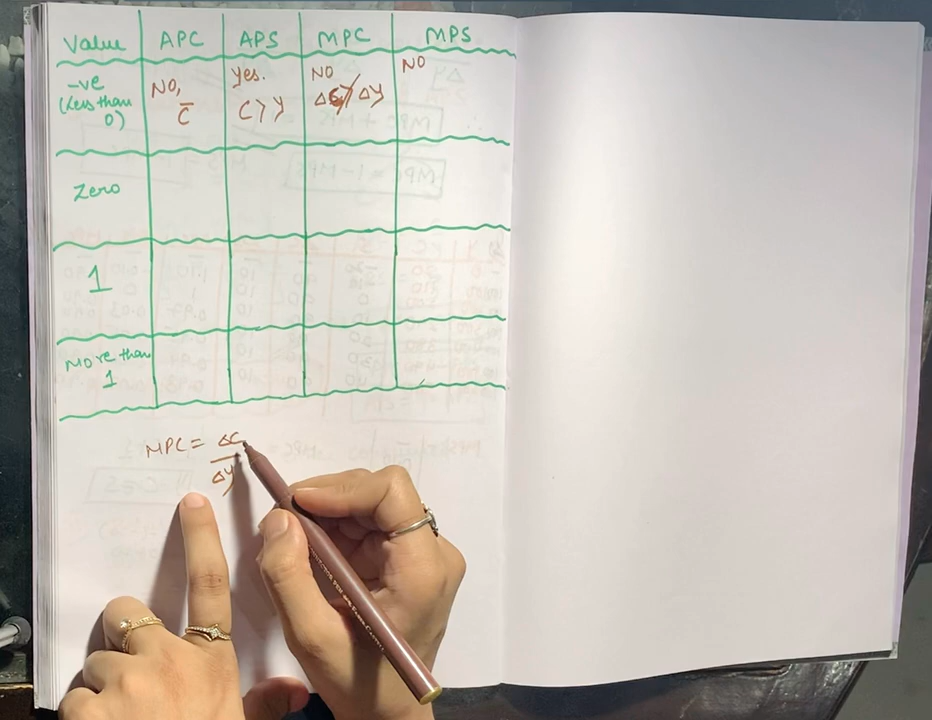 Value APC APS MPC MPS
-ve NO, Yes. NO NO
(Less than C̅ C > Y > ΔY
0)
Zero
1
More than
1
MPC = ΔC
ΔY